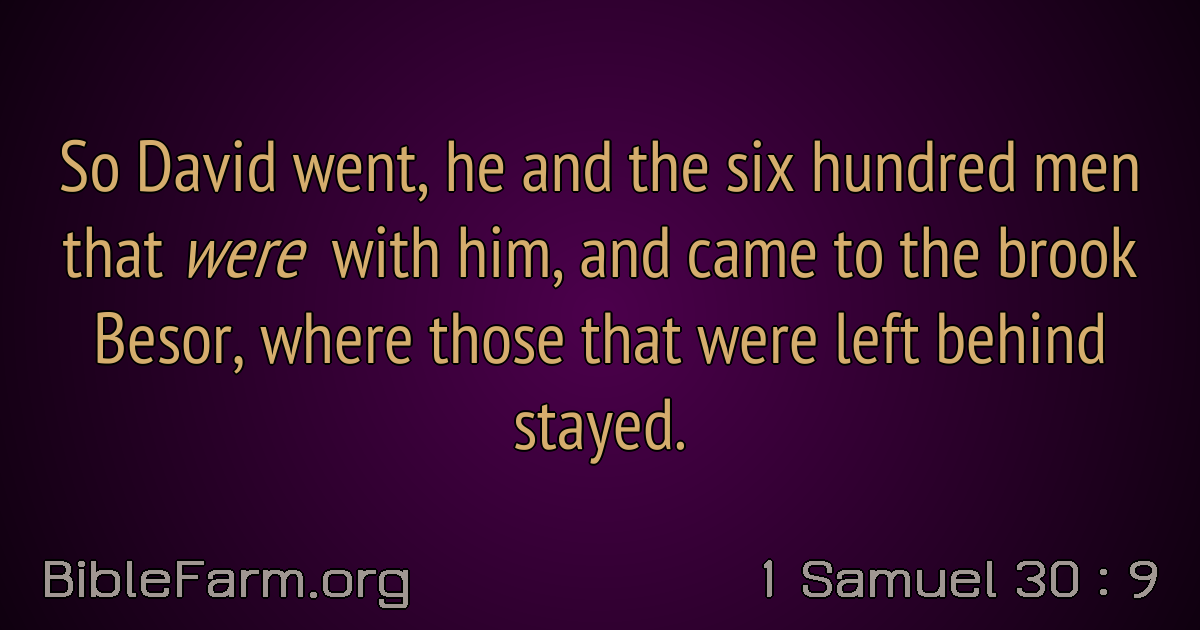 So David went, he and the six hundred men
that were with him, and came to the brook
Besor, where those that were left behind
stayed.
BibleFarm.org
1 Samuel 30 : 9